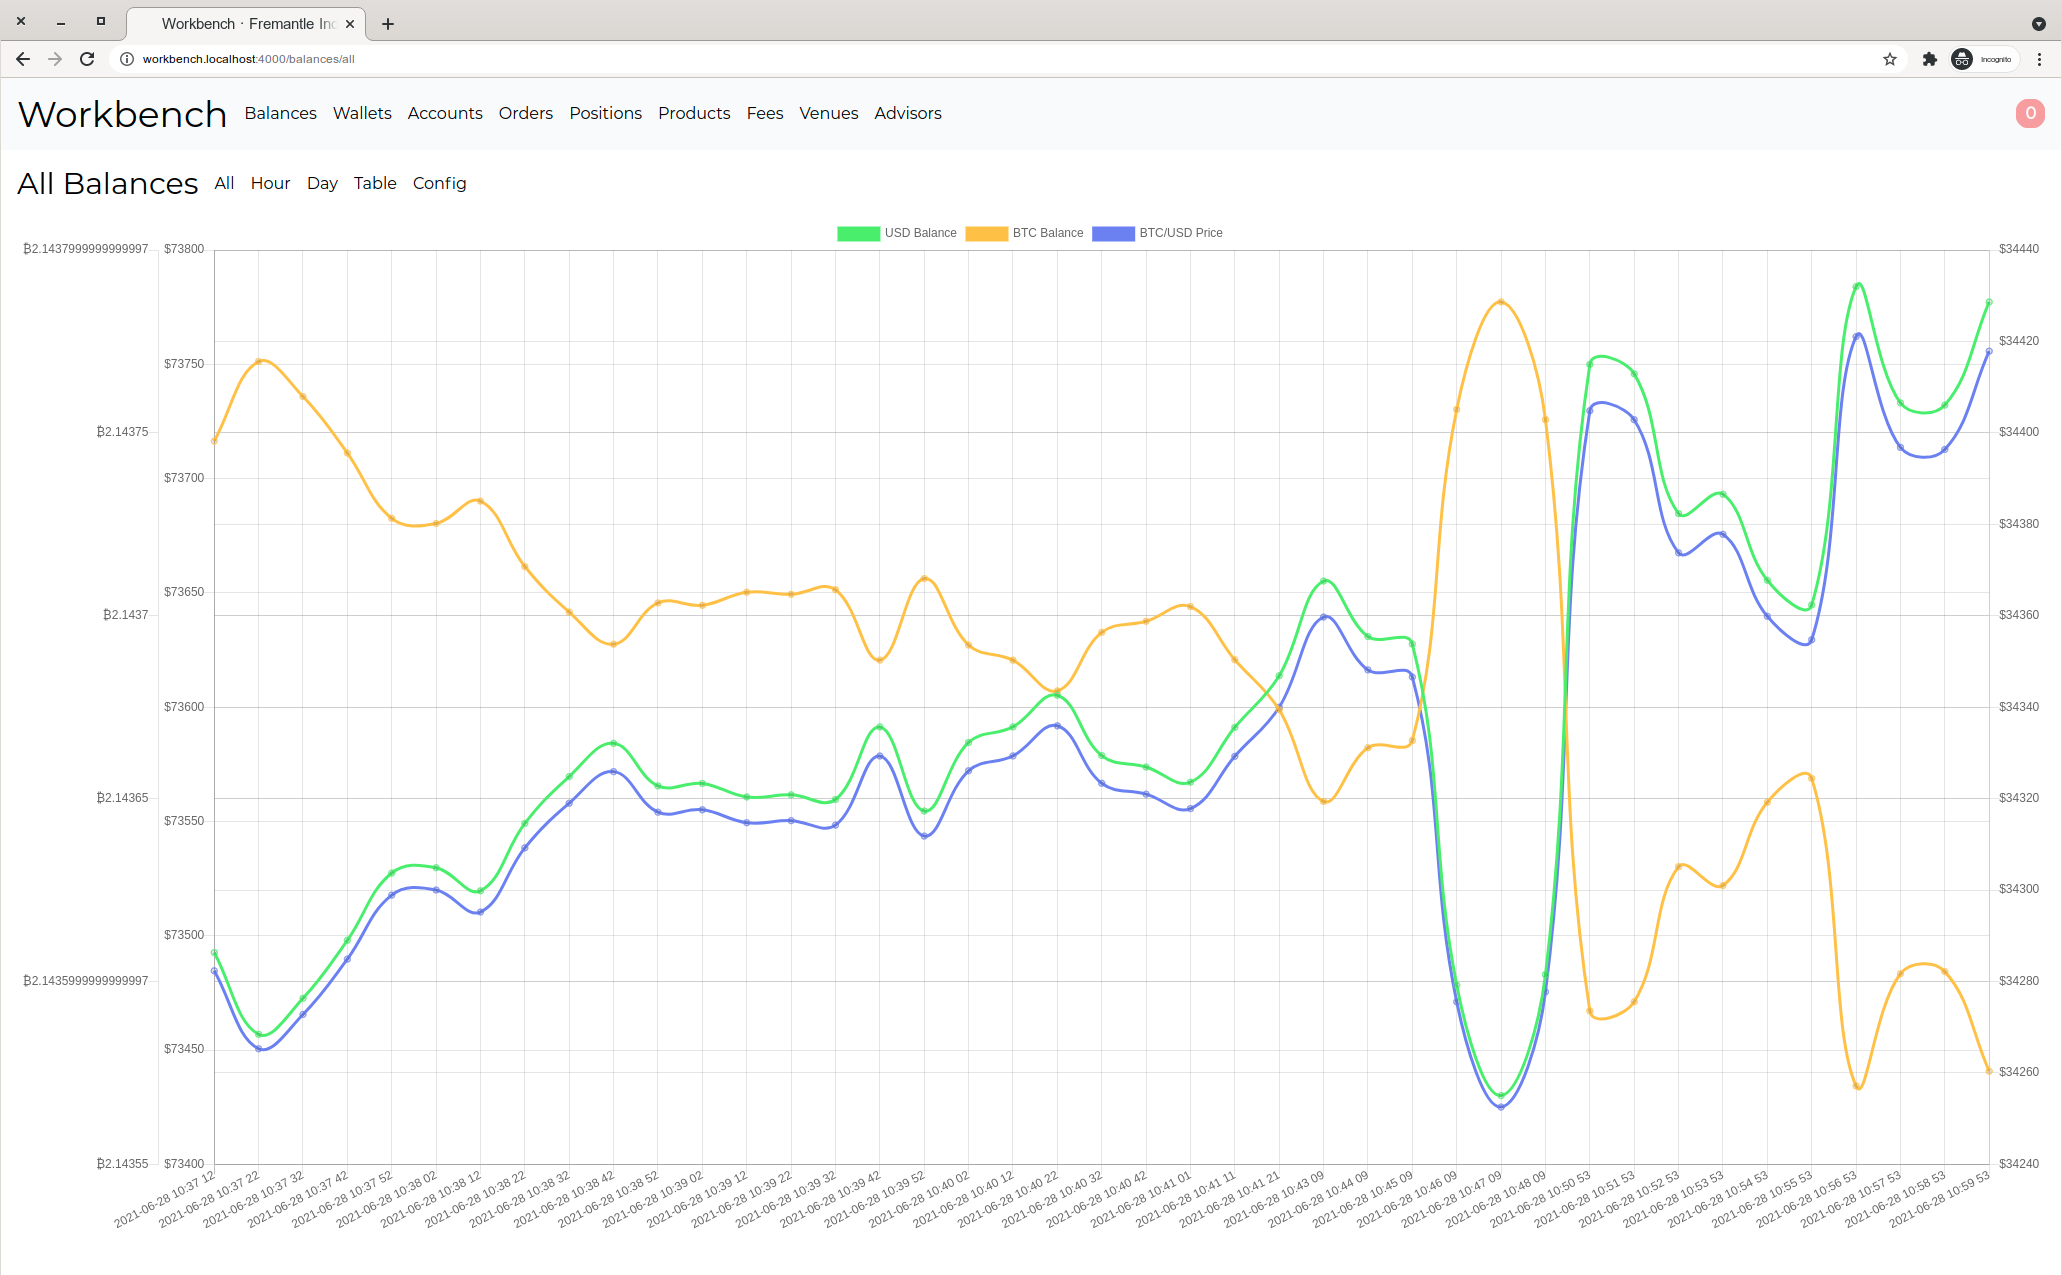 Workbench · Fremantle Inc
workbench.localhost:4000/balances/all
Incognito
Workbench Balances Wallets Accounts Orders Positions Products Fees Venues Advisors 0
All Balances All Hour Day Table Config
USD Balance BTC Balance BTC/USD Price
₿2.1437999999999997
₿2.14375
₿2.1437
₿2.14365
₿2.1435999999999997
₿2.14355
$73800
$73750
$73700
$73650
$73600
$73550
$73500
$73450
$73400
$34440
$34420
$34400
$34380
$34360
$34340
$34320
$34300
$34280
$34260
$34240
2021-06-28 10:37 12
2021-06-28 10:37 22
2021-06-28 10:37 32
2021-06-28 10:37 42
2021-06-28 10:37 52
2021-06-28 10:38 02
2021-06-28 10:38 12
2021-06-28 10:38 22
2021-06-28 10:38 32
2021-06-28 10:38 42
2021-06-28 10:38 52
2021-06-28 10:39 02
2021-06-28 10:39 12
2021-06-28 10:39 22
2021-06-28 10:39 32
2021-06-28 10:39 42
2021-06-28 10:39 52
2021-06-28 10:40 02
2021-06-28 10:40 12
2021-06-28 10:40 22
2021-06-28 10:40 32
2021-06-28 10:40 42
2021-06-28 10:41 01
2021-06-28 10:41 11
2021-06-28 10:41 21
2021-06-28 10:43 09
2021-06-28 10:44 09
2021-06-28 10:45 09
2021-06-28 10:46 09
2021-06-28 10:47 09
2021-06-28 10:48 09
2021-06-28 10:50 53
2021-06-28 10:51 53
2021-06-28 10:52 53
2021-06-28 10:53 53
2021-06-28 10:54 53
2021-06-28 10:55 53
2021-06-28 10:56 53
2021-06-28 10:57 53
2021-06-28 10:58 53
2021-06-28 10:59 53